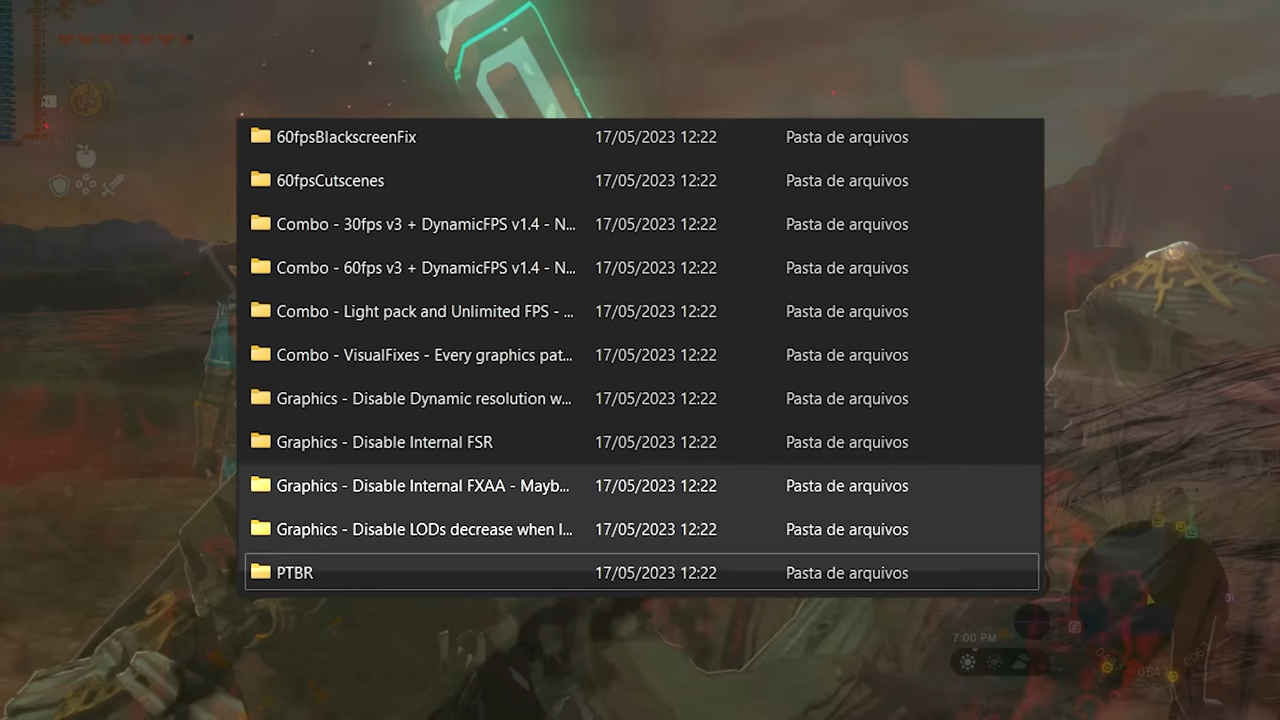 60fpsBlackscreenFix 17/05/2023 12:22 Pasta de arquivos
60fpsCutscenes 17/05/2023 12:22 Pasta de arquivos
Combo - 30fps v3 + DynamicFPS v1.4 - N... 17/05/2023 12:22 Pasta de arquivos
Combo - 60fps v3 + DynamicFPS v1.4 - N... 17/05/2023 12:22 Pasta de arquivos
Combo - Light pack and Unlimited FPS - ... 17/05/2023 12:22 Pasta de arquivos
Combo - VisualFixes - Every graphics pat... 17/05/2023 12:22 Pasta de arquivos
Graphics - Disable Dynamic resolution w... 17/05/2023 12:22 Pasta de arquivos
Graphics - Disable Internal FSR 17/05/2023 12:22 Pasta de arquivos
Graphics - Disable Internal FXAA - Mayb... 17/05/2023 12:22 Pasta de arquivos
Graphics - Disable LODs decrease when l... 17/05/2023 12:22 Pasta de arquivos
PTBR 17/05/2023 12:22 Pasta de arquivos
7:00 PM